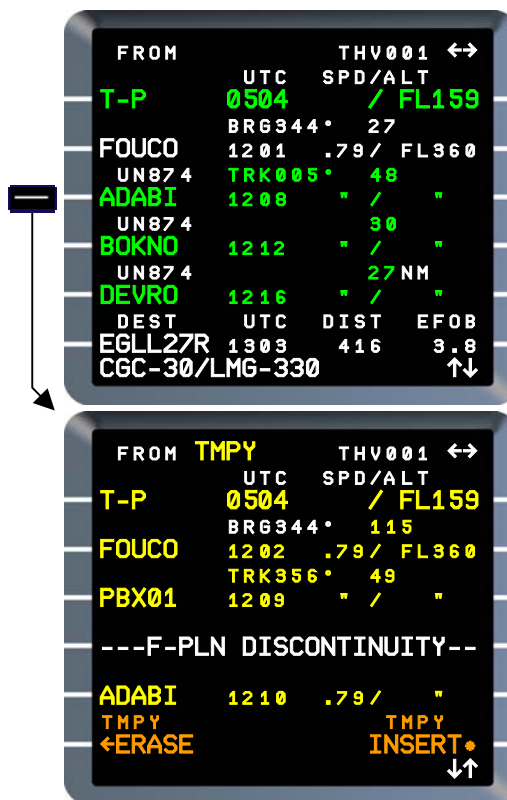 FROM THV001 ←→
UTC SPD/ALT
T-P 0504 / FL159
BRG344° 27
FOUCO 1201 .79/ FL360
UN874 TRK005° 48
ADABI 1208 " / "
UN874 30
BOKNO 1212 " / "
UN874 27NM
DEVRO 1216 " / "
DEST UTC DIST EFOB
EGLL27R 1303 416 3.8
CGC-30/LMG-330 ↑↓
FROM TMPY THV001 ←→
UTC SPD/ALT
T-P 0504 / FL159
BRG344° 115
FOUCO 1202 .79/ FL360
TRK356° 49
PBX01 1209 " / "
---F-PLN DISCONTINUITY--
ADABI 1210 .79/ "
TMPY TMPY
←ERASE INSERT•
↓↑